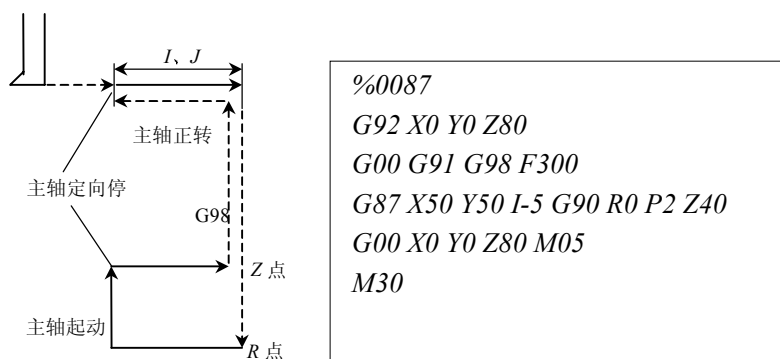 I、J
主轴正转
主轴定向停
G98
Z 点
主轴起动
R 点
%0087
G92 X0 Y0 Z80
G00 G91 G98 F300
G87 X50 Y50 I-5 G90 R0 P2 Z40
G00 X0 Y0 Z80 M05
M30